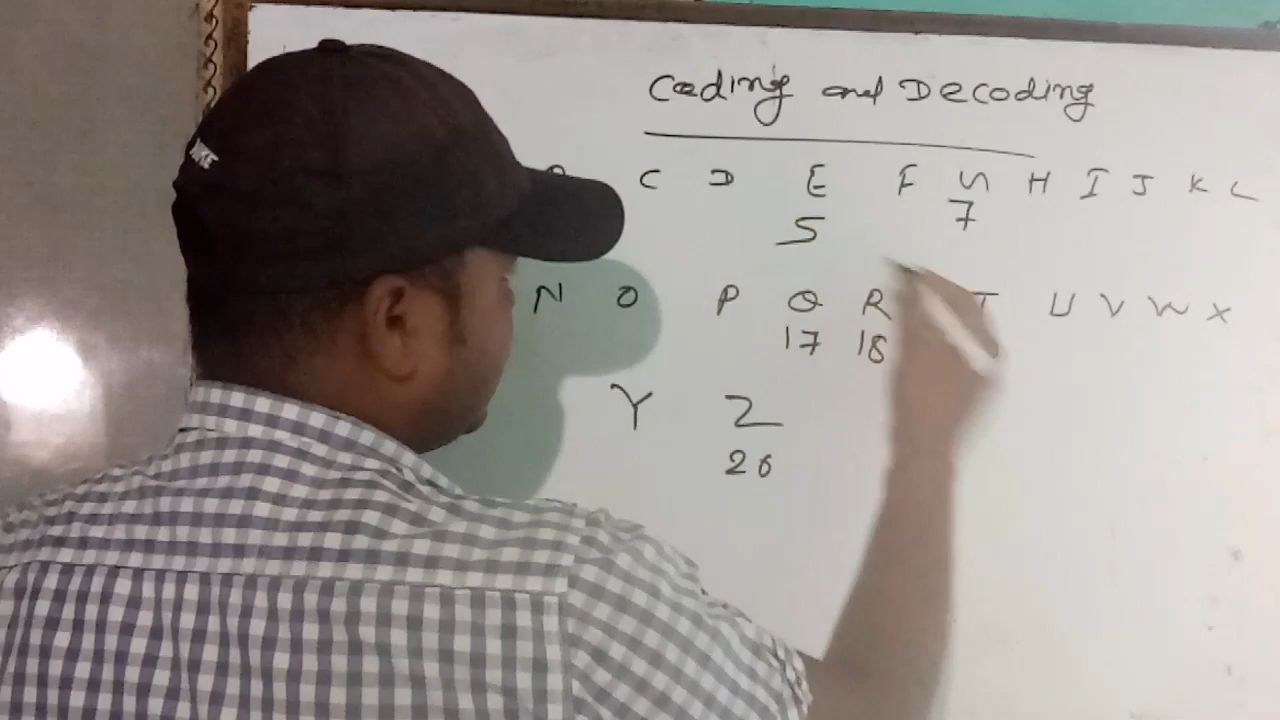 Coding and Decoding
C D E F G H I J K L
5 7
N O P Q R T U V W X
17 18
Y Z
26